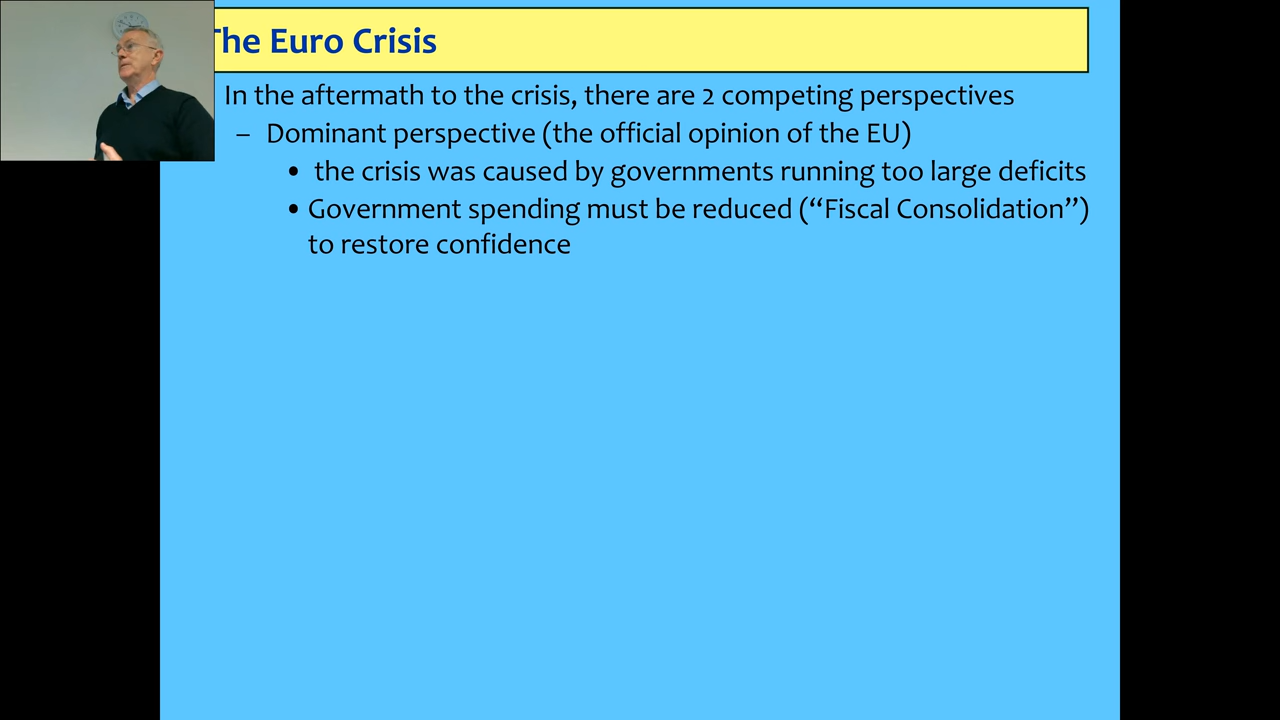 The Euro Crisis
In the aftermath to the crisis, there are 2 competing perspectives
– Dominant perspective (the official opinion of the EU)
• the crisis was caused by governments running too large deficits
• Government spending must be reduced (“Fiscal Consolidation”)
to restore confidence